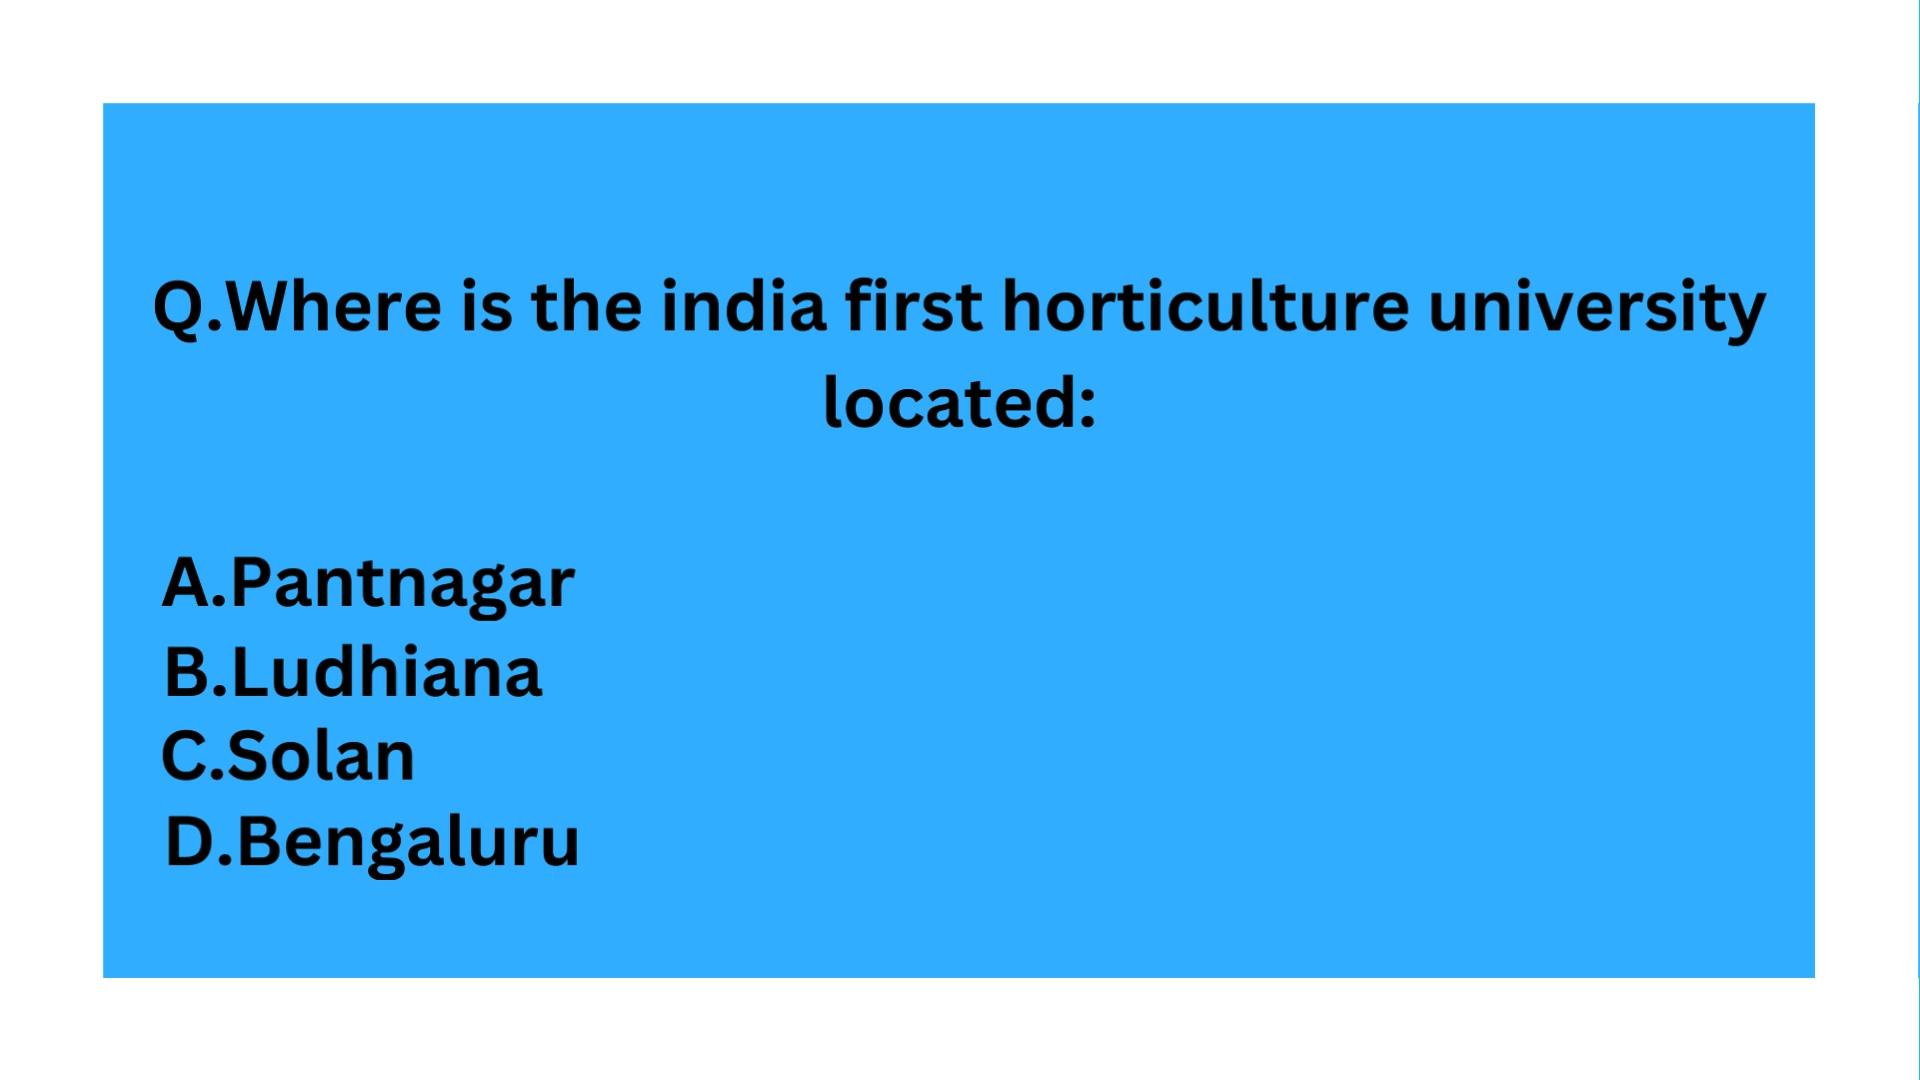 Q.Where is the india first horticulture university
located:
A.Pantnagar
B.Ludhiana
C.Solan
D.Bengaluru